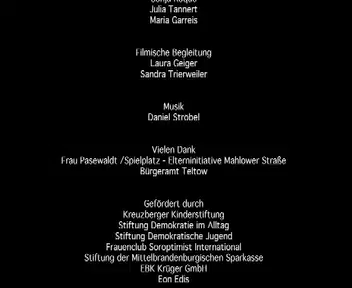 Julia Tannert
Maria Garreis
Filmische Begleitung
Laura Geiger
Sandra Trierweiler
Musik
Daniel Strobel
Vielen Dank
Frau Pasewaldt /Spielplatz - Elterninitiative Mahlower Straße
Bürgeramt Teltow
Gefördert durch
Kreuzberger Kinderstiftung
Stiftung Demokratie im Alltag
Stiftung Demokratische Jugend
Frauenclub Soroptimist International
Stiftung der Mittelbrandenburgischen Sparkasse
EBK Krüger GmbH
Eon Edis